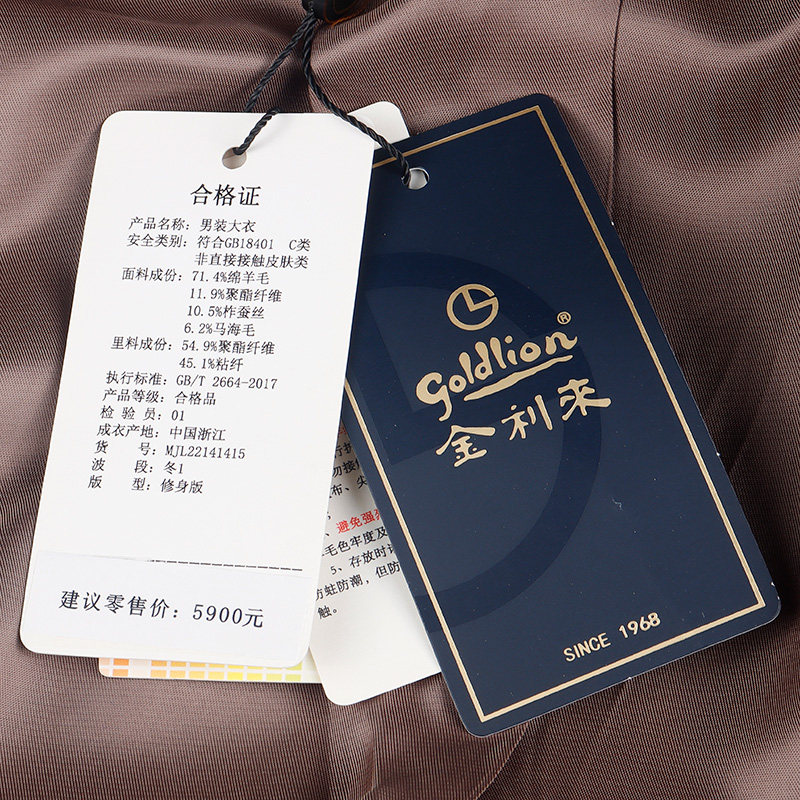 合格证
产品名称：男装大衣
安全类别：符合GB18401 C类
非直接接触皮肤类
面料成份：71.4%绵羊毛
11.9%聚酯纤维
10.5%柞蚕丝
6.2%马海毛
里料成份：54.9%聚酯纤维
45.1%粘纤
执行标准：GB/T 2664-2017
产品等级：合格品
检 验 员：01
成衣产地：中国浙江
货 号：MJL22141415
波 段：冬1
版 型：修身版
建议零售价：5900元
勿接
布、尖
避免强
毛色牢度及
5、存放时
防蛀防潮，但防
触。
Goldlion®
金利来
SINCE 1968